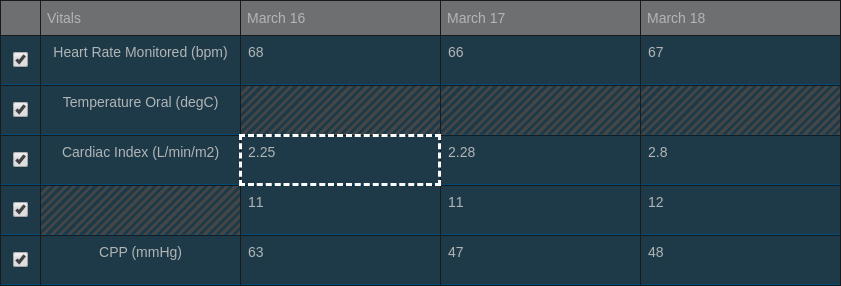 Vitals March 16 March 17 March 18
Heart Rate Monitored (bpm) 68 66 67
Temperature Oral (degC)
Cardiac Index (L/min/m2) 2.25 2.28 2.8
11 11 12
CPP (mmHg) 63 47 48